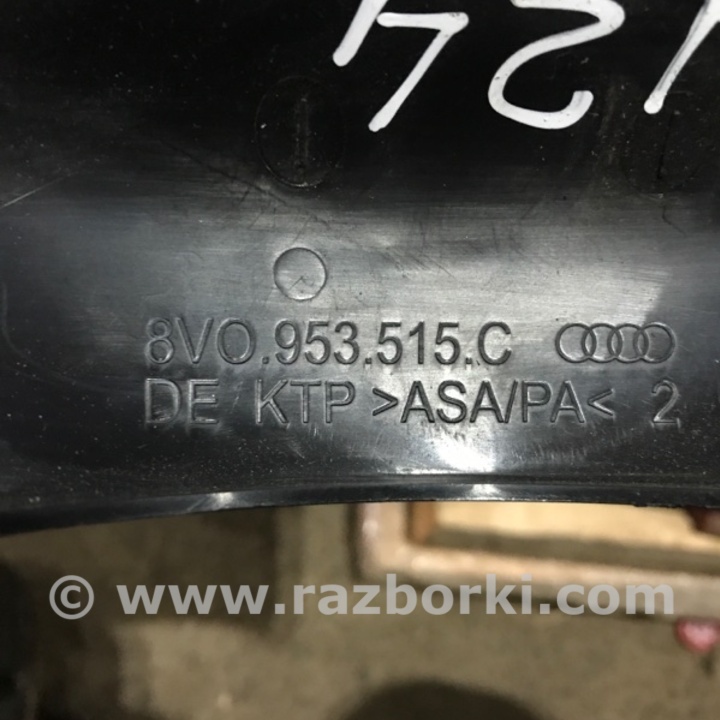 124
8V0.953.515.C
DE KTP >ASA/PA< 2
© www.razborki.com